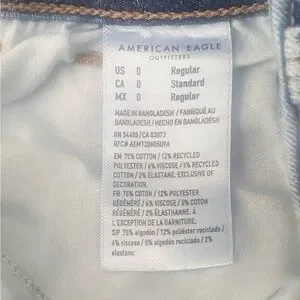 AMERICAN EAGLE
OUTFITTERS
US 0 Regular
CA 0 Standard
MX 0 Regular
MADE IN BANGLADESH / FABRIQUÉ AU
BANGLADESH / HECHO EN BANGLADESH
RN 54485/CA 03973
RFC# AEM120605U9A
EN 75% COTTON / 12% RECYCLED
POLYESTER / 6% VISCOSE / 5% RECYCLED
COTTON / 2% ELASTANE. EXCLUSIVE OF
DECORATION.
FR 75% COTON / 12% POLYESTER
RÉGÉNÉRÉ / 6% VISCOSE / 5% COTON
RÉGÉNÉRÉ / 2% ÉLASTHANNE. À
L'EXCEPTION DE LA GARNITURE.
SP 75% algodón / 12% poliéster reciclado /
6% viscosa / 5% algodón reciclado / 2%
elastano.